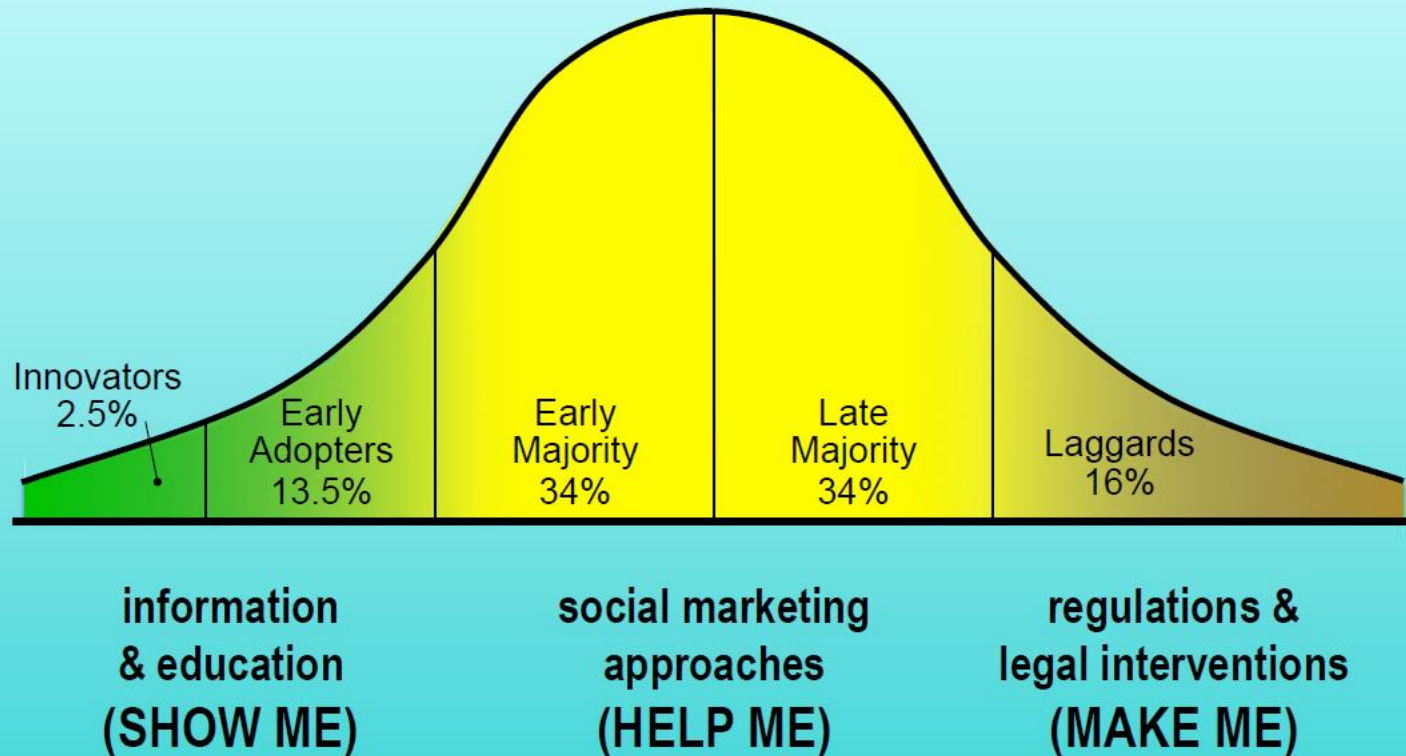 Innovators
2.5%
Early
Adopters
13.5%
Early
Majority
34%
Late
Majority
34%
Laggards
16%
information
& education
(SHOW ME)
social marketing
approaches
(HELP ME)
regulations &
legal interventions
(MAKE ME)